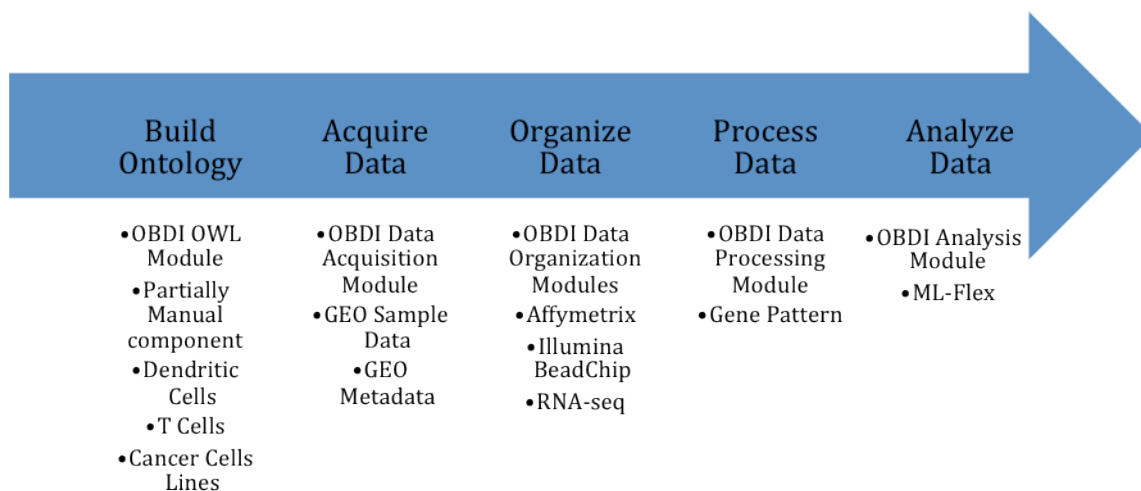 Build
Ontology
Acquire
Data
Organize
Data
Process
Data
Analyze
Data
•OBDI OWL
Module
•Partially
Manual
component
•Dendritic
Cells
•T Cells
•Cancer Cells
Lines
•OBDI Data
Acquisition
Module
•GEO Sample
Data
•GEO
Metadata
•OBDI Data
Organization
Modules
•Affymetrix
•Illumina
BeadChip
•RNA-seq
•OBDI Data
Processing
Module
•Gene Pattern
•OBDI Analysis
Module
•ML-Flex